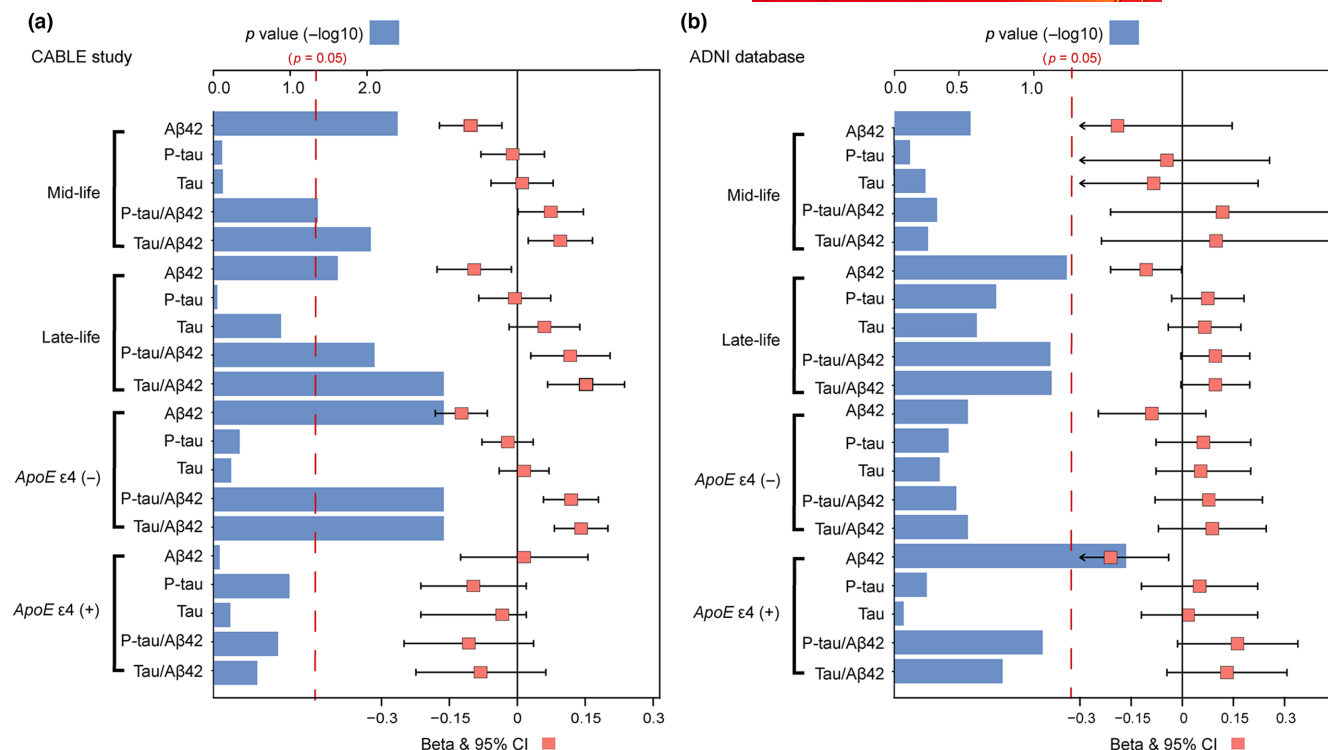 (a)
p value (−log10)
CABLE study
(p = 0.05)
0.0 1.0 2.0
Mid-life
Aβ42
P-tau
Tau
P-tau/Aβ42
Tau/Aβ42
Late-life
Aβ42
P-tau
Tau
P-tau/Aβ42
Tau/Aβ42
ApoE ε4 (−)
Aβ42
P-tau
Tau
P-tau/Aβ42
Tau/Aβ42
ApoE ε4 (+)
Aβ42
P-tau
Tau
P-tau/Aβ42
Tau/Aβ42
−0.3 −0.15 0 0.15 0.3
Beta & 95% CI
(b)
p value (−log10)
ADNI database
(p = 0.05)
0.0 0.5 1.0
Mid-life
Aβ42
P-tau
Tau
P-tau/Aβ42
Tau/Aβ42
Late-life
Aβ42
P-tau
Tau
P-tau/Aβ42
Tau/Aβ42
ApoE ε4 (−)
Aβ42
P-tau
Tau
P-tau/Aβ42
Tau/Aβ42
ApoE ε4 (+)
Aβ42
P-tau
Tau
P-tau/Aβ42
Tau/Aβ42
−0.3 −0.15 0 0.15 0.3
Beta & 95% CI